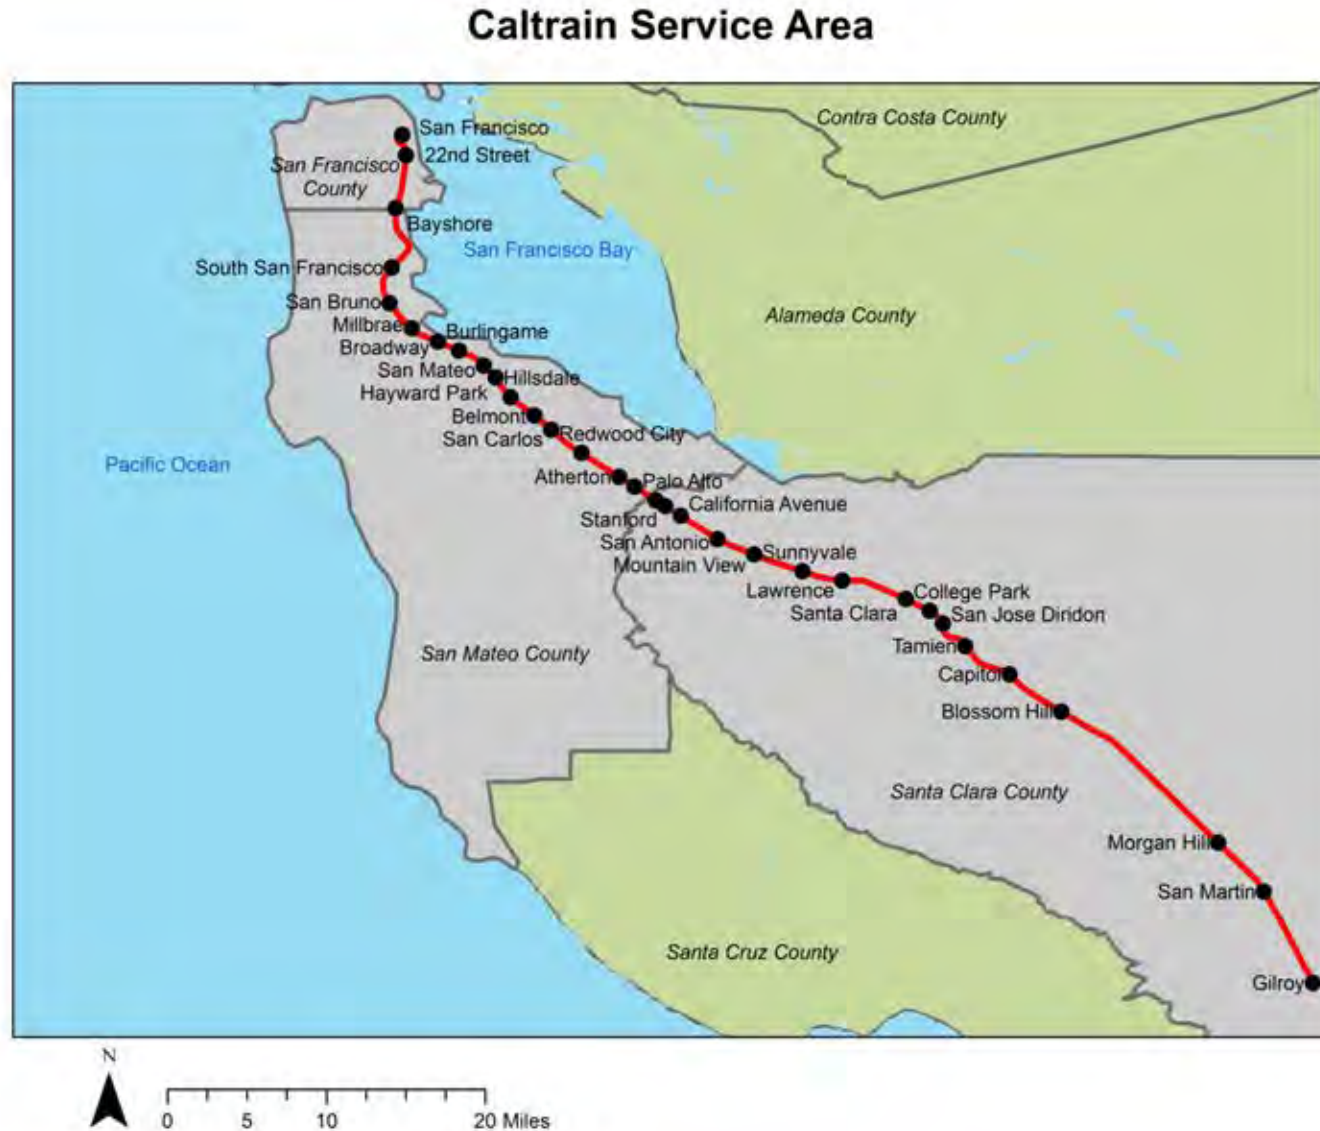 Caltrain Service Area
Contra Costa County
San Francisco
22nd Street
San Francisco
County
Bayshore
San Francisco Bay
South San Francisco
San Bruno
Alameda County
Millbrae
Burlingame
Broadway
San Mateo
Hillsdale
Hayward Park
Belmont
San Carlos
Redwood City
Pacific Ocean
Atherton
Palo Alto
California Avenue
Stanford
San Antonio
Sunnyvale
Mountain View
Lawrence
College Park
Santa Clara
San Jose Diridon
Tamien
San Mateo County
Capitol
Blossom Hill
Santa Clara County
Morgan Hill
San Martin
Santa Cruz County
Gilroy
N
0 5 10 20 Miles